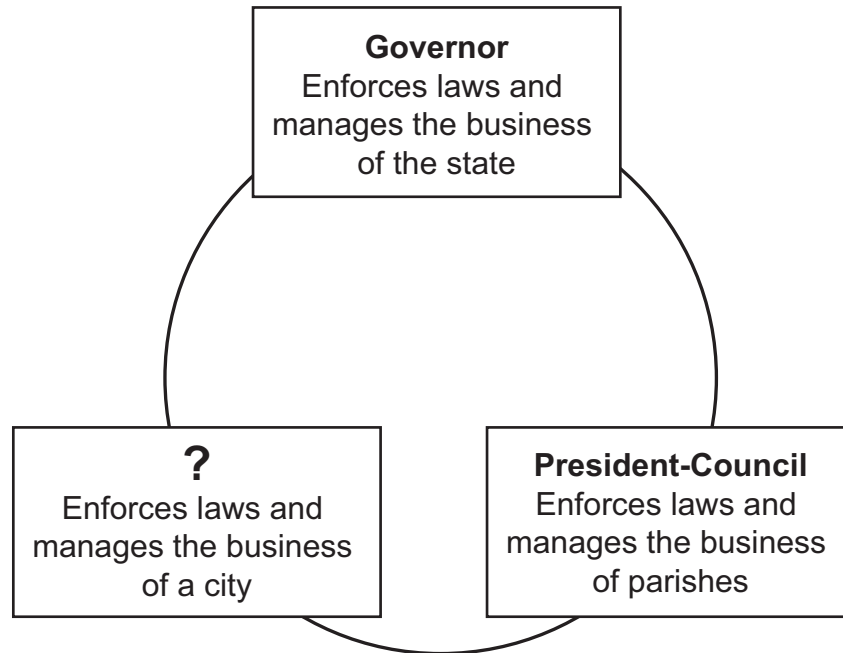 Governor
Enforces laws and
manages the business
of the state
?
Enforces laws and
manages the business
of a city
President-Council
Enforces laws and
manages the business
of parishes